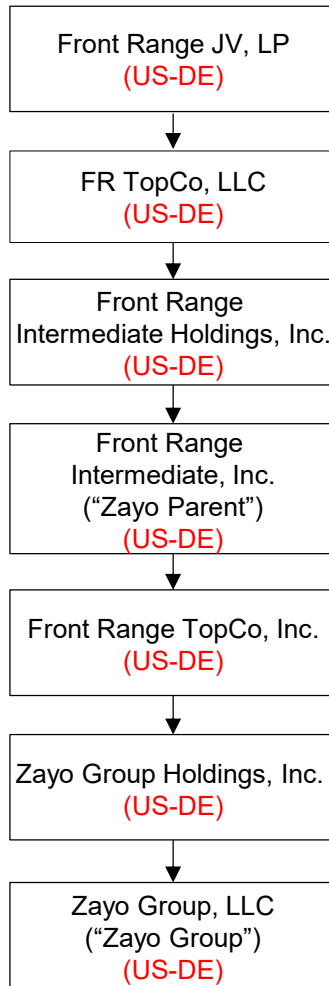 Front Range JV, LP
(US-DE)
FR TopCo, LLC
(US-DE)
Front Range
Intermediate Holdings, Inc.
(US-DE)
Front Range
Intermediate, Inc.
(“Zayo Parent”)
(US-DE)
Front Range TopCo, Inc.
(US-DE)
Zayo Group Holdings, Inc.
(US-DE)
Zayo Group, LLC
(“Zayo Group”)
(US-DE)